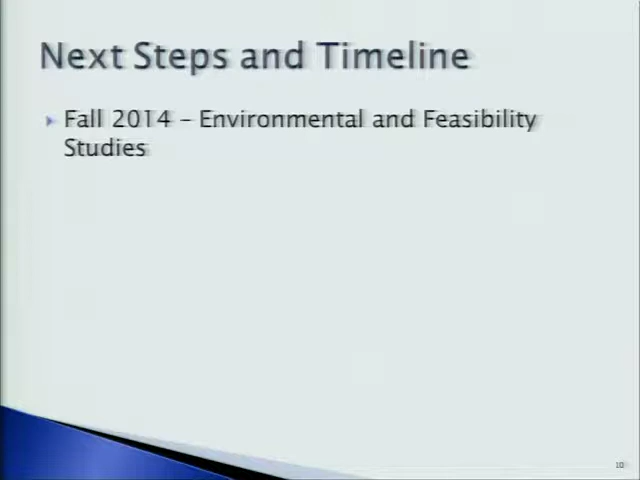 Next Steps and Timeline
Fall 2014 – Environmental and Feasibility
Studies
10